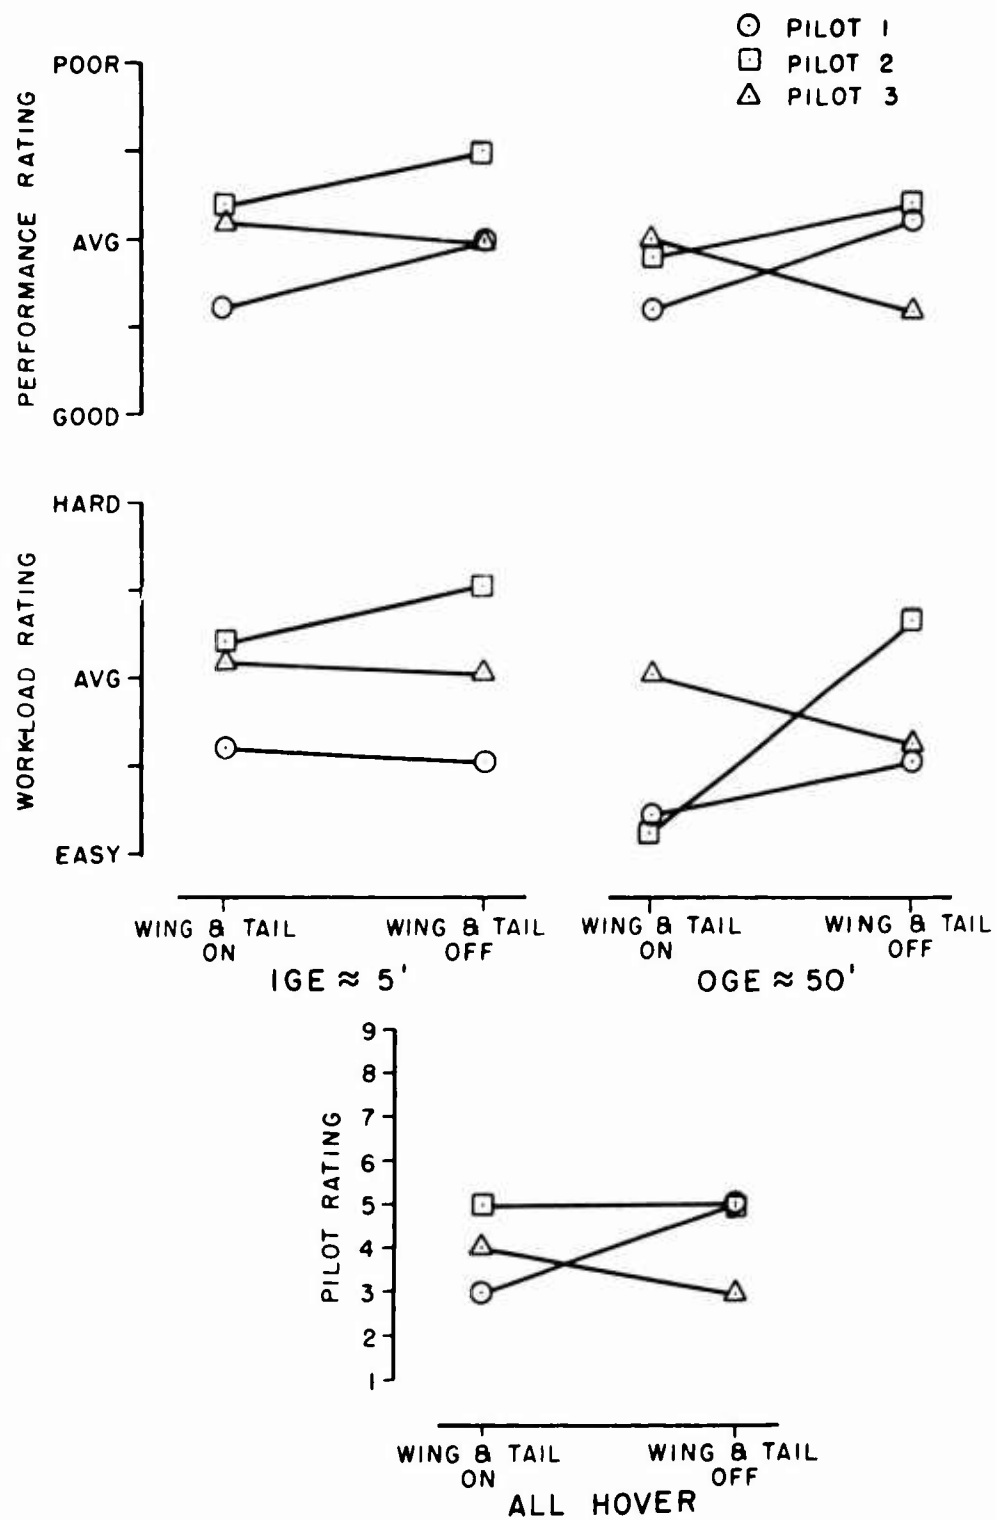 PILOT 1
PILOT 2
PILOT 3
PERFORMANCE RATING
POOR
AVG
GOOD
WORK-LOAD RATING
HARD
AVG
EASY
WING & TAIL ON
WING & TAIL OFF
IGE ≈ 5'
WING & TAIL ON
WING & TAIL OFF
OGE ≈ 50'
PILOT RATING
9
8
7
6
5
4
3
2
1
WING & TAIL ON
WING & TAIL OFF
ALL HOVER